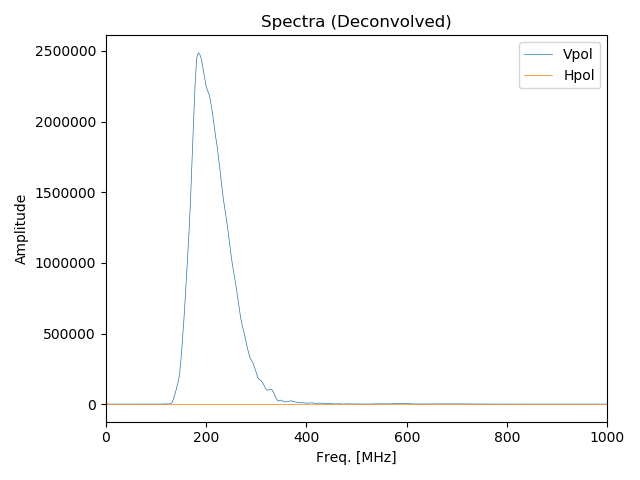 Spectra (Deconvolved)
Vpol
Hpol
2500000
2000000
1500000
1000000
500000
0
Amplitude
0 200 400 600 800 1000
Freq. [MHz]